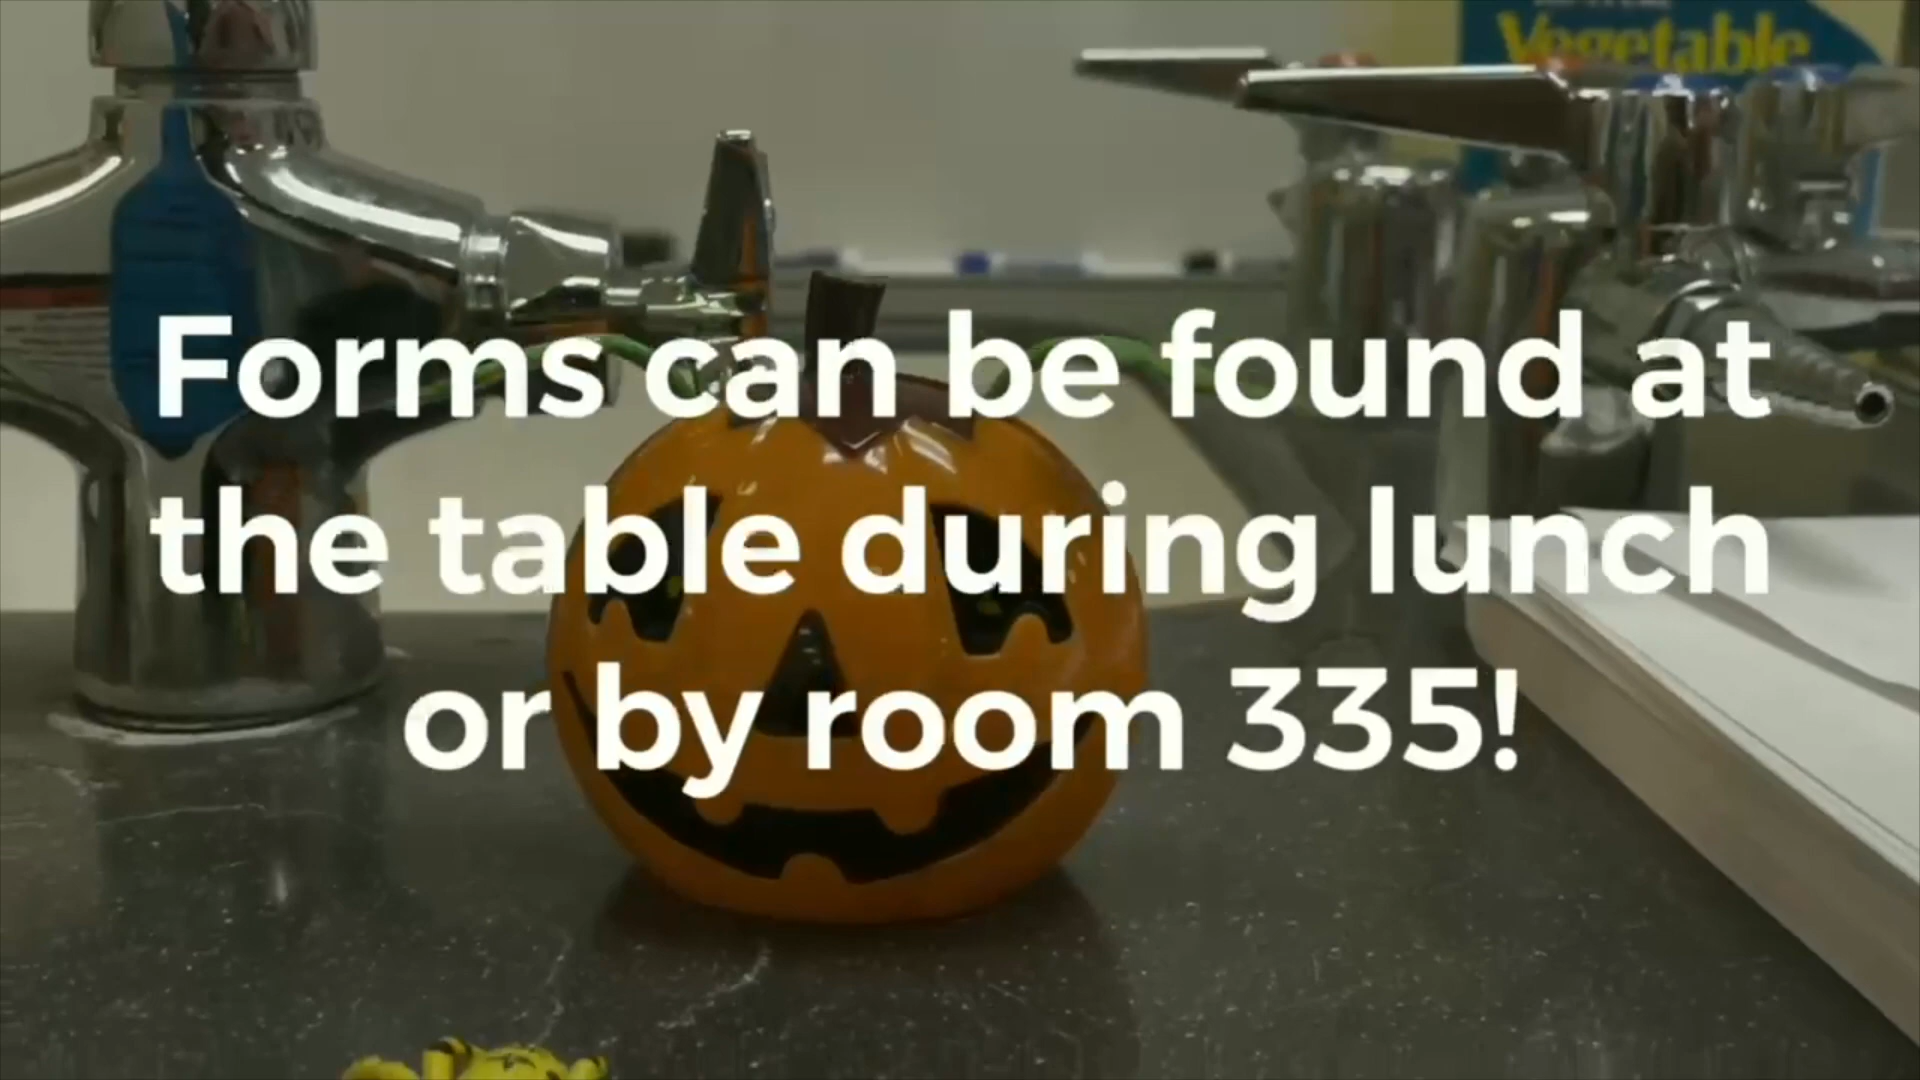 Vegetable
Forms can be found at
the table during lunch
or by room 335!